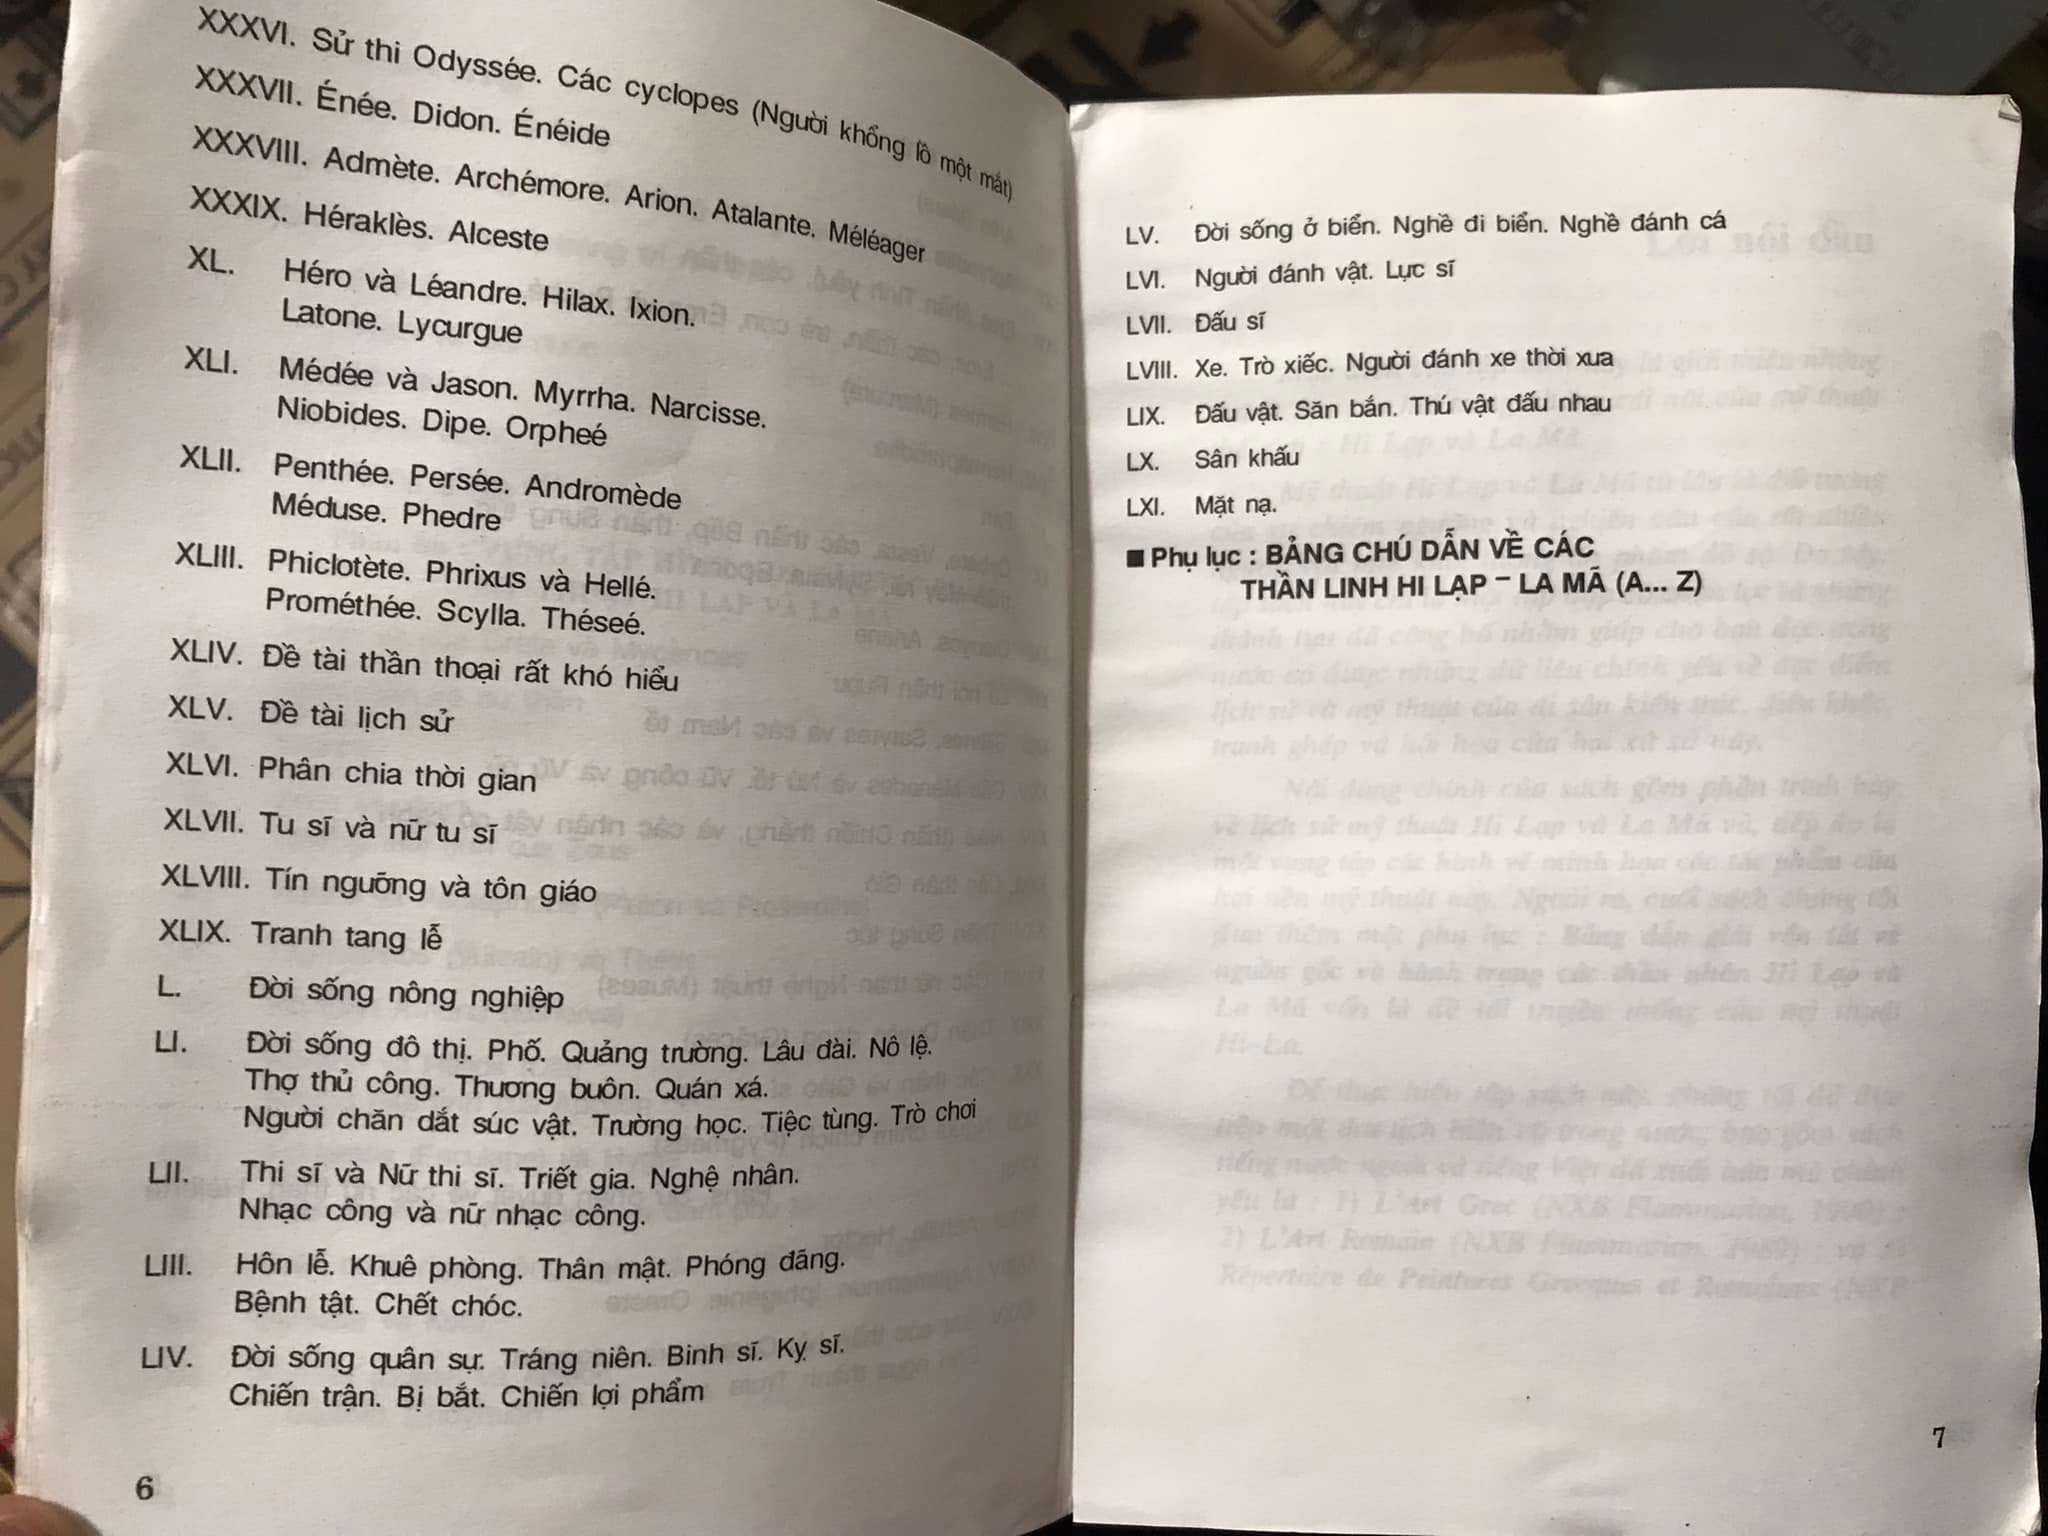 XXXVI. Sử thi Odyssée. Các cyclopes (Người khổng lồ một mắt)
XXXVII. Énée. Didon. Énéide
XXXVIII. Admète. Archémore. Arion. Atalante. Méléager
XXXIX. Héraklès. Alceste
XL. Héro và Léandre. Hilax. Ixion.
Latone. Lycurgue
XLI. Médée và Jason. Myrrha. Narcisse.
Niobides. Dipe. Orpheé
XLII. Penthée. Persée. Andromède
Méduse. Phedre
XLIII. Phiclotète. Phrixus và Hellé.
Prométhée. Scylla. Théseé.
XLIV. Đề tài thần thoại rất khó hiểu
XLV. Đề tài lịch sử
XLVI. Phân chia thời gian
XLVII. Tu sĩ và nữ tu sĩ
XLVIII. Tín ngưỡng và tôn giáo
XLIX. Tranh tang lễ
L. Đời sống nông nghiệp
LI. Đời sống đô thị. Phố. Quảng trường. Lâu đài. Nô lệ.
Thợ thủ công. Thương buôn. Quán xá.
Người chăn dắt súc vật. Trường học. Tiệc tùng. Trò chơi
LII. Thi sĩ và Nữ thi sĩ. Triết gia. Nghệ nhân.
Nhạc công và nữ nhạc công.
LIII. Hôn lễ. Khuê phòng. Thân mật. Phóng đãng.
Bệnh tật. Chết chóc.
LIV. Đời sống quân sự. Tráng niên. Binh sĩ. Kỵ sĩ.
Chiến trận. Bị bắt. Chiến lợi phẩm
6
LV. Đời sống ở biển. Nghề đi biển. Nghề đánh cá
LVI. Người đánh vật. Lực sĩ
LVII. Đấu sĩ
LVIII. Xe. Trò xiếc. Người đánh xe thời xưa
LIX. Đấu vật. Săn bắn. Thú vật đấu nhau
LX. Sân khấu
LXI. Mặt nạ.
■ Phụ lục : BẢNG CHÚ DẪN VỀ CÁC
THẦN LINH HI LẠP – LA MÃ (A... Z)
7